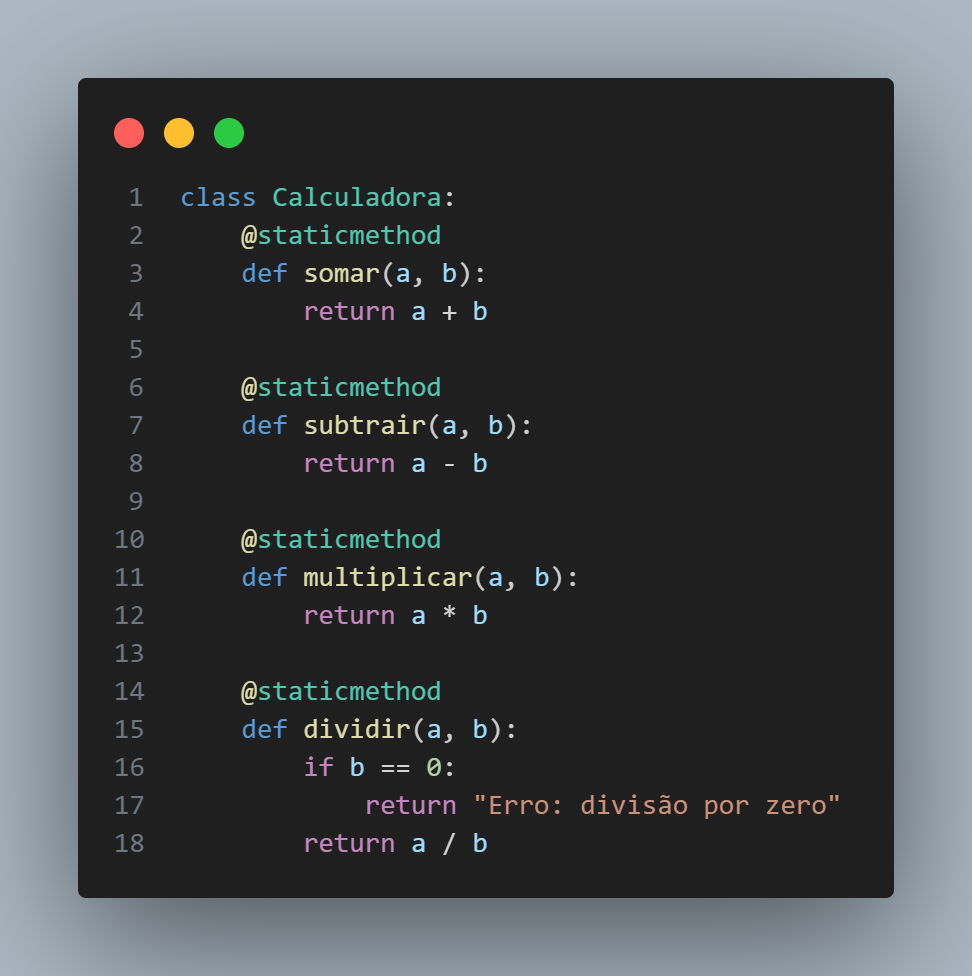 1 class Calculadora:
2     @staticmethod
3     def somar(a, b):
4         return a + b
5
6     @staticmethod
7     def subtrair(a, b):
8         return a - b
9
10     @staticmethod
11     def multiplicar(a, b):
12         return a * b
13
14     @staticmethod
15     def dividir(a, b):
16         if b == 0:
17             return "Erro: divisão por zero"
18         return a / b